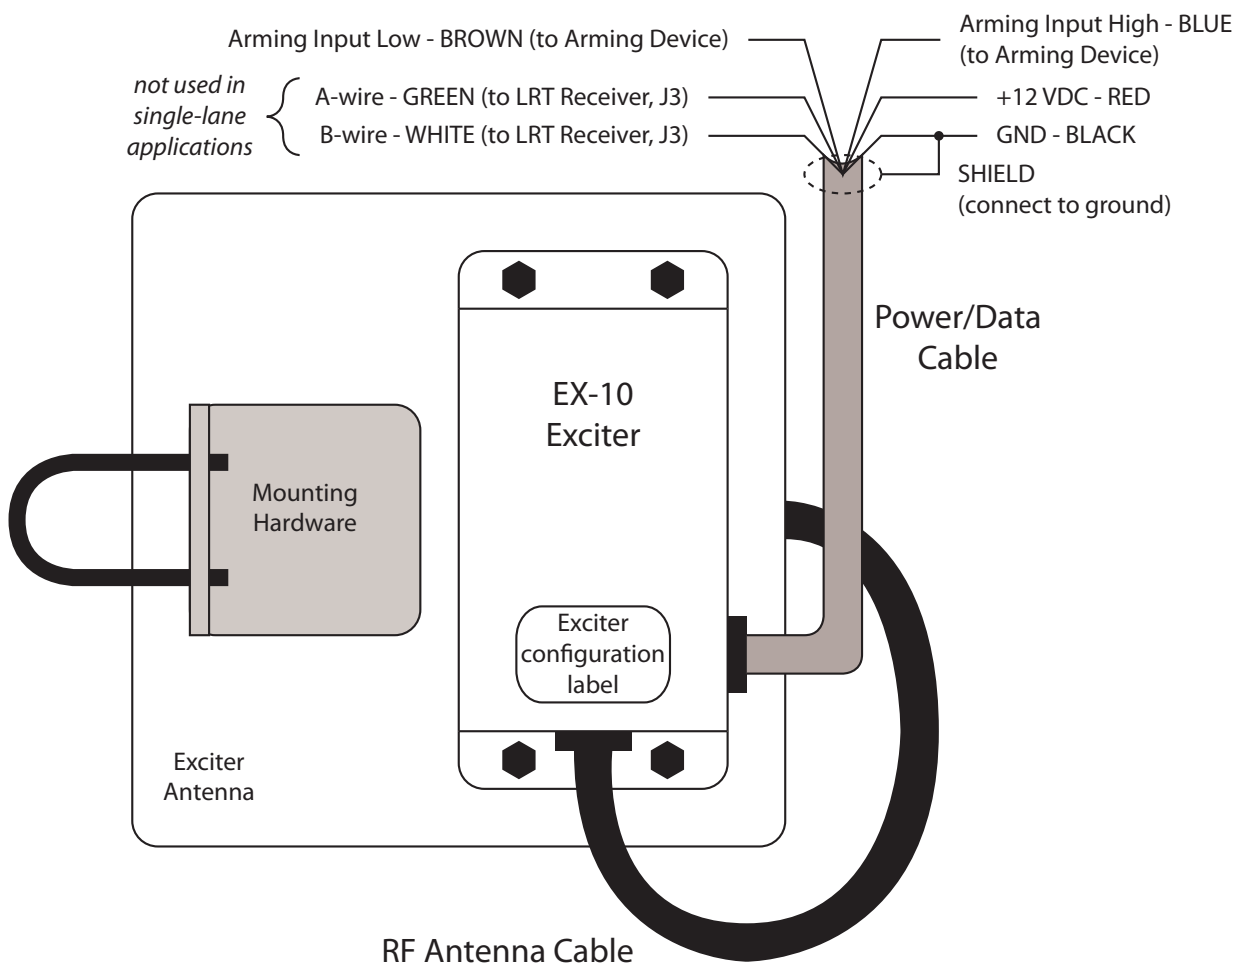 Arming Input Low - BROWN (to Arming Device)
Arming Input High - BLUE
(to Arming Device)
not used in
single-lane
applications
A-wire - GREEN (to LRT Receiver, J3)
B-wire - WHITE (to LRT Receiver, J3)
+12 VDC - RED
GND - BLACK
SHIELD
(connect to ground)
Power/Data
Cable
EX-10
Exciter
Mounting
Hardware
Exciter
configuration
label
Exciter
Antenna
RF Antenna Cable